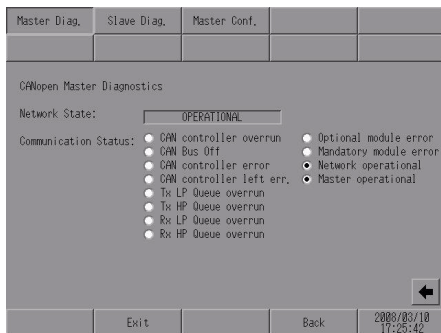 Master Diag. Slave Diag. Master Conf.
CANopen Master Diagnostics
Network State: OPERATIONAL
Communication Status:
CAN controller overrun
CAN Bus Off
CAN controller error
CAN controller left err.
Tx LP Queue overrun
Tx HP Queue overrun
Rx LP Queue overrun
Rx HP Queue overrun
Optional module error
Mandatory module error
Network operational
Master operational
Exit Back 2008/03/10
17:25:42